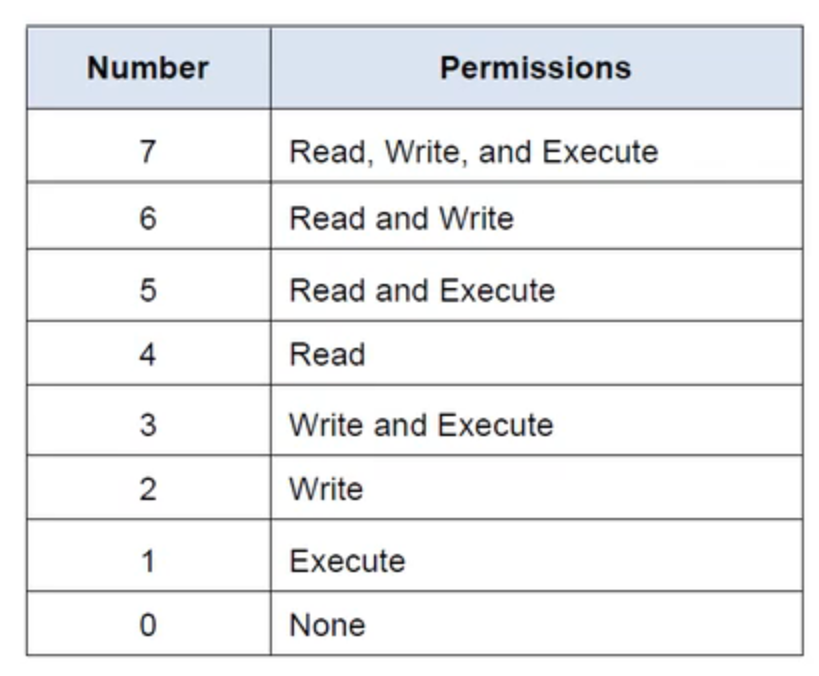 Number Permissions
7 Read, Write, and Execute
6 Read and Write
5 Read and Execute
4 Read
3 Write and Execute
2 Write
1 Execute
0 None